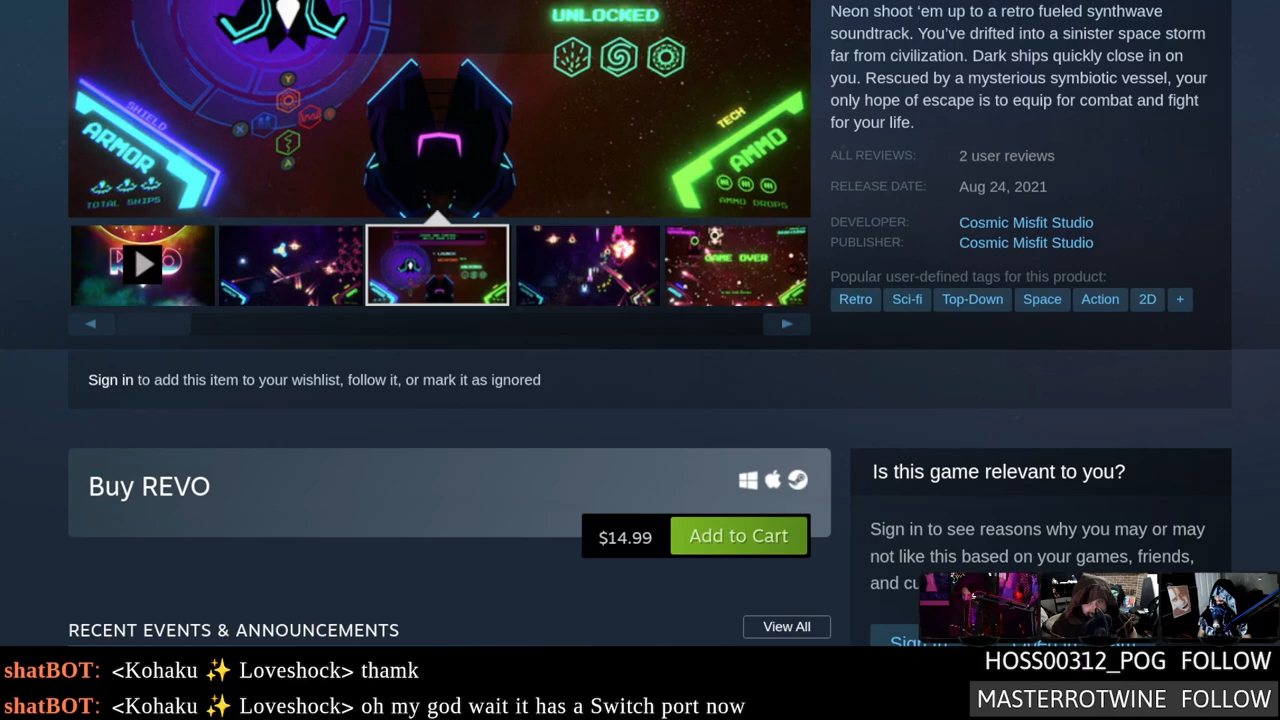 UNLOCKED
Y
X
A
SHIELD
ARMOR
TOTAL SHIPS
TECH
AMMO
AMMO DROPS
Neon shoot ‘em up to a retro fueled synthwave
soundtrack. You’ve drifted into a sinister space storm
far from civilization. Dark ships quickly close in on
you. Rescued by a mysterious symbiotic vessel, your
only hope of escape is to equip for combat and fight
for your life.
ALL REVIEWS: 2 user reviews
RELEASE DATE: Aug 24, 2021
DEVELOPER: Cosmic Misfit Studio
PUBLISHER: Cosmic Misfit Studio
Popular user-defined tags for this product:
Retro Sci-fi Top-Down Space Action 2D +
GAME OVER
Sign in to add this item to your wishlist, follow it, or mark it as ignored
Buy REVO
$14.99 Add to Cart
Is this game relevant to you?
Sign in to see reasons why you may or may
not like this based on your games, friends,
and
RECENT EVENTS & ANNOUNCEMENTS
View All
shatBOT: <Kohaku ✨ Loveshock> thamk
shatBOT: <Kohaku ✨ Loveshock> oh my god wait it has a Switch port now
HOSS00312_POG FOLLOW
MASTERROTWINE FOLLOW